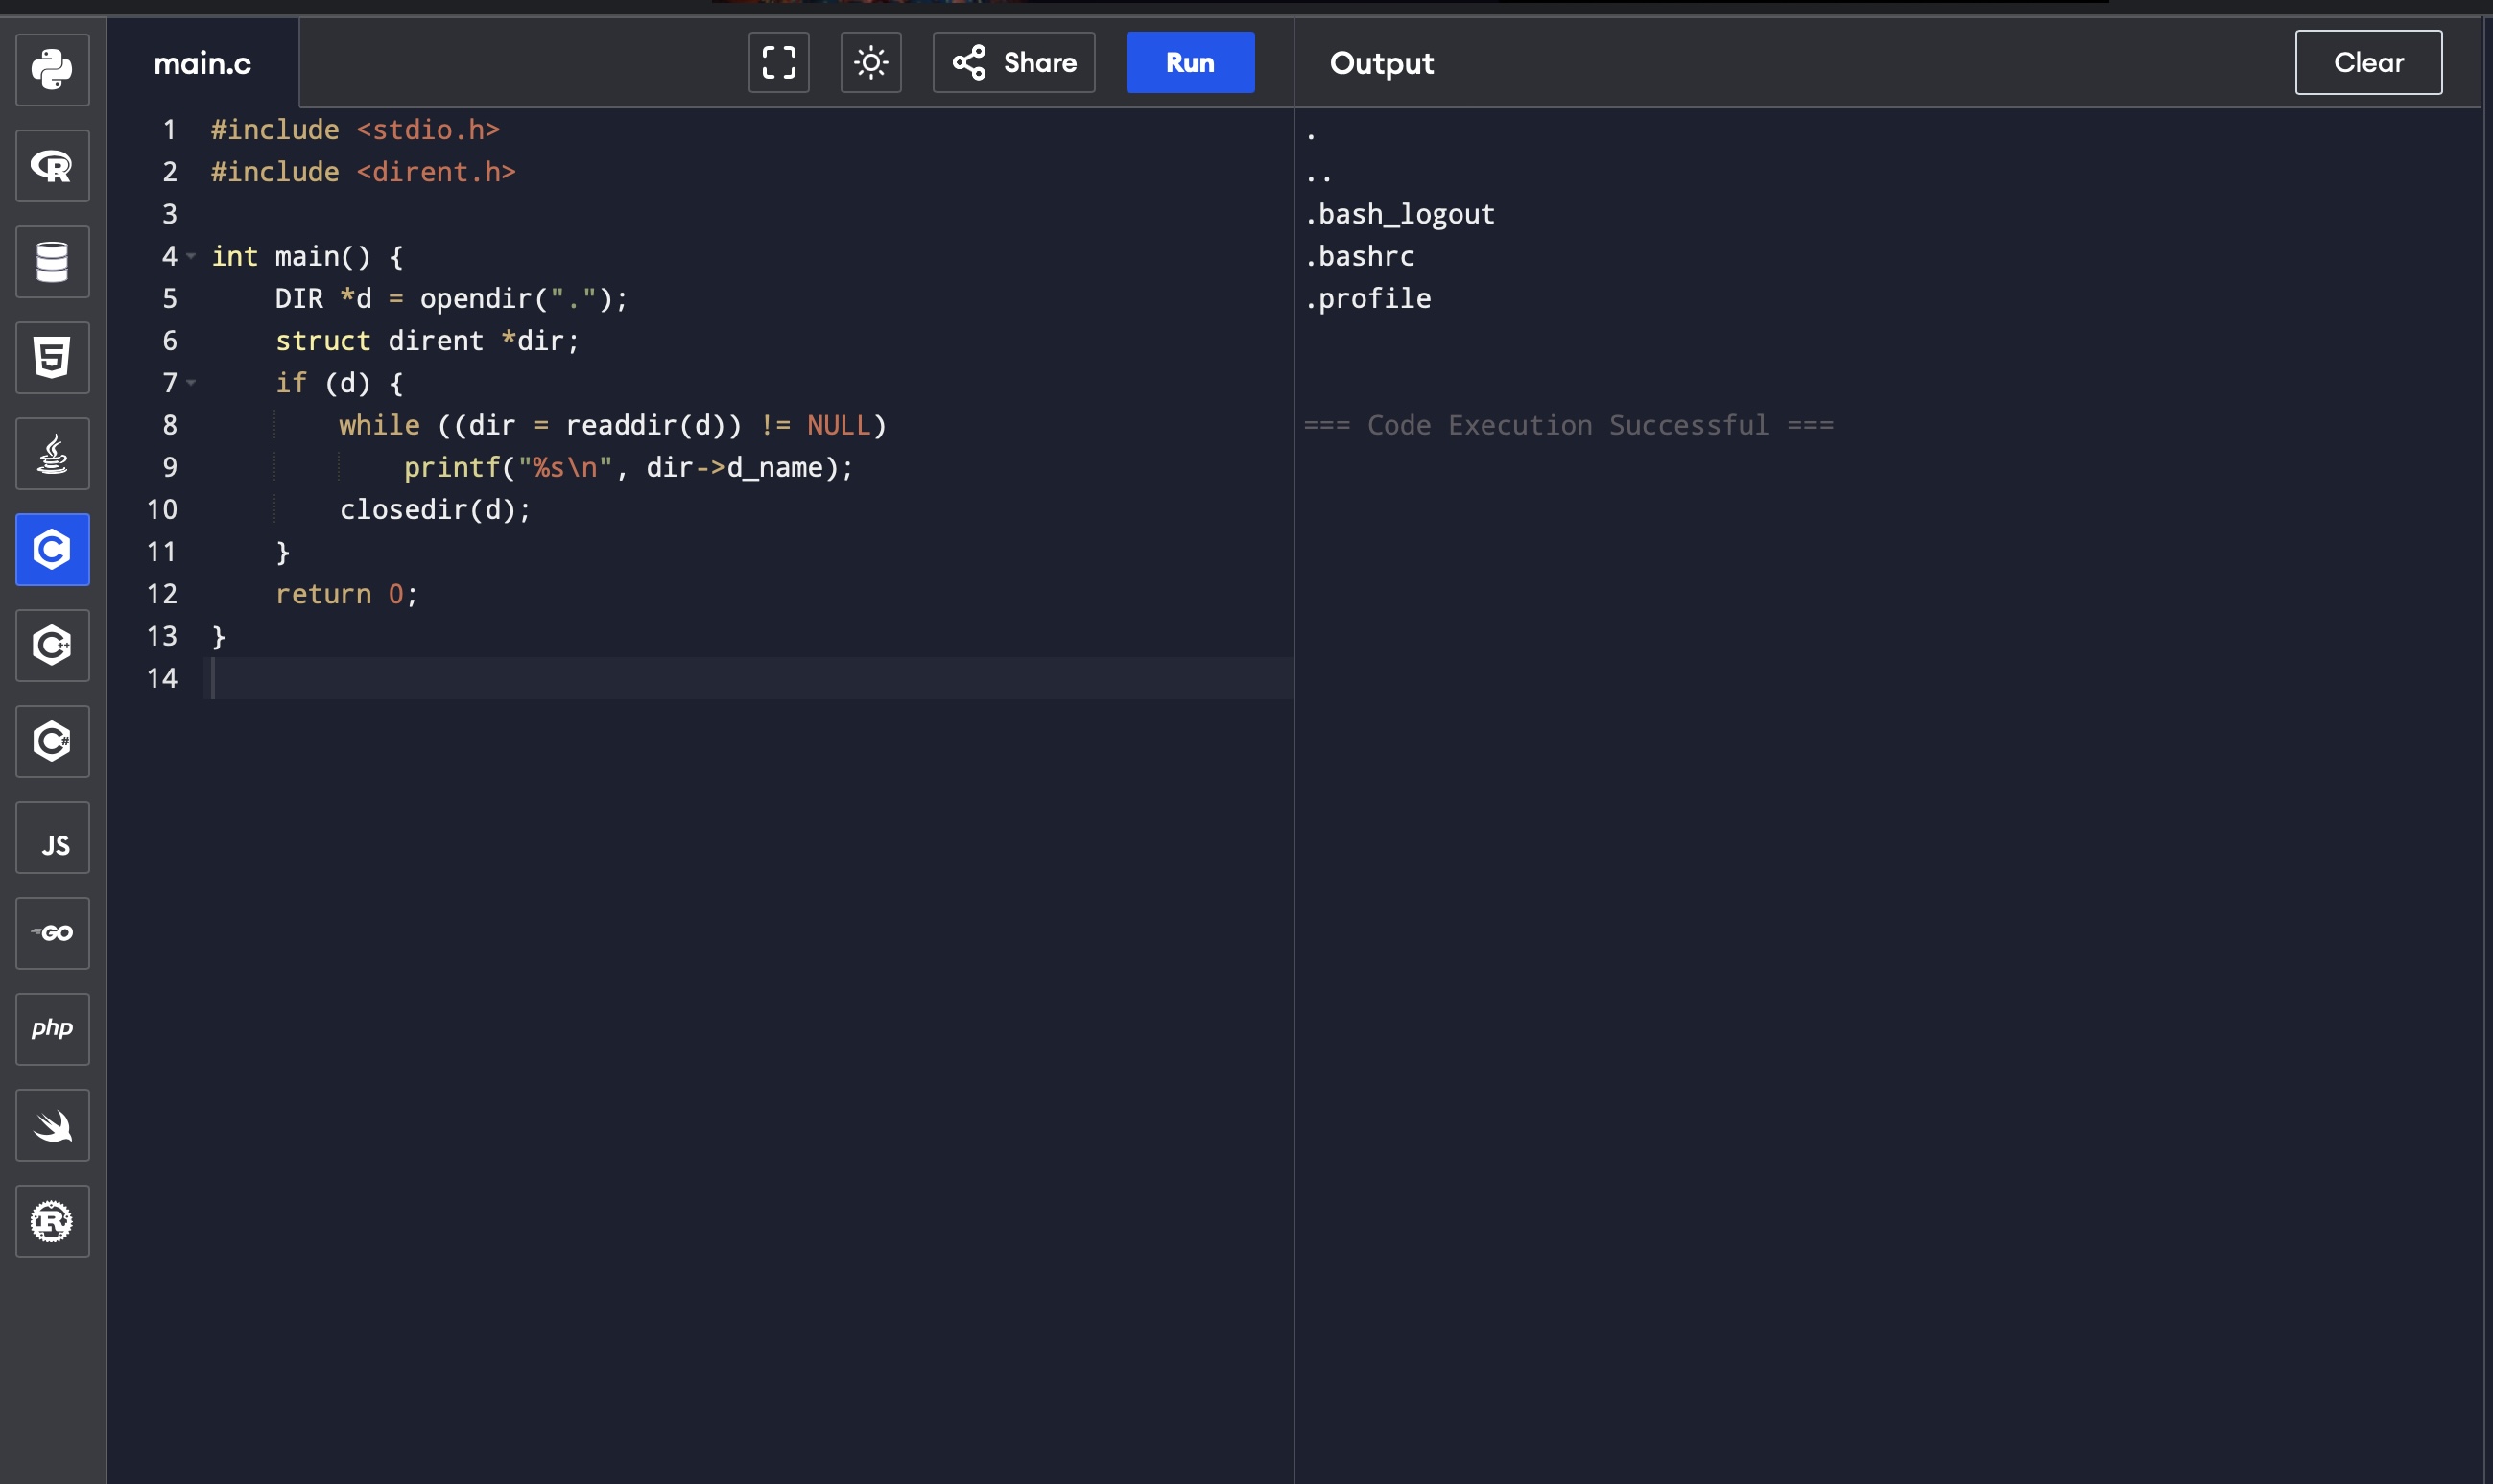 main.c
Share
Run
Output
Clear
1 #include <stdio.h>
2 #include <dirent.h>
3
4 int main() {
5     DIR *d = opendir(".");
6     struct dirent *dir;
7     if (d) {
8         while ((dir = readdir(d)) != NULL)
9             printf("%s\n", dir->d_name);
10         closedir(d);
11     }
12     return 0;
13 }
14
.
..
.bash_logout
.bashrc
.profile
=== Code Execution Successful ===
R
5
C
C++
C#
JS
GO
php
R